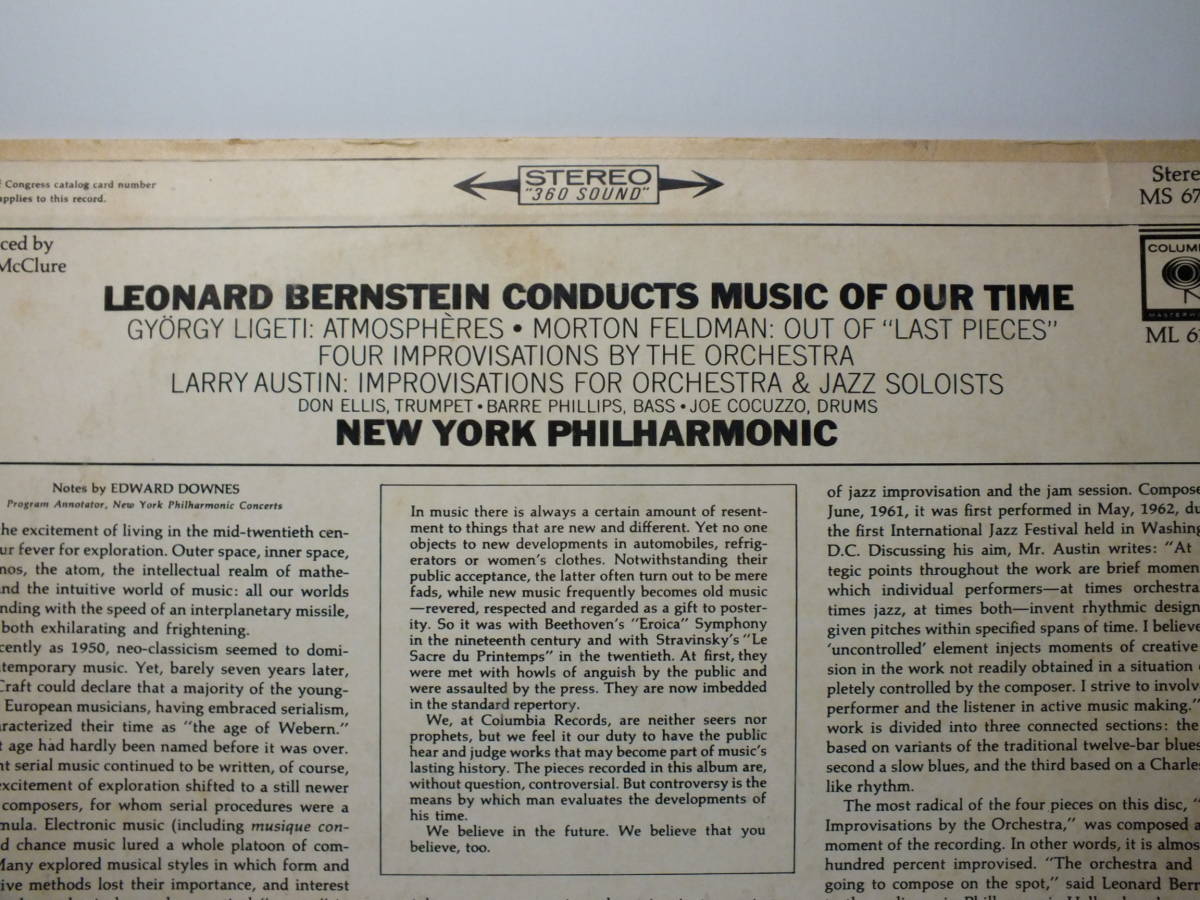 Congress catalog card number
applies to this record.
STEREO
"360 SOUND"
Stere
MS 67
ced by
McClure
COLUM
MASTERW
ML 6
LEONARD BERNSTEIN CONDUCTS MUSIC OF OUR TIME
GYÖRGY LIGETI: ATMOSPHÈRES • MORTON FELDMAN: OUT OF "LAST PIECES"
FOUR IMPROVISATIONS BY THE ORCHESTRA
LARRY AUSTIN: IMPROVISATIONS FOR ORCHESTRA & JAZZ SOLOISTS
DON ELLIS, TRUMPET • BARRE PHILLIPS, BASS • JOE COCUZZO, DRUMS
NEW YORK PHILHARMONIC
Notes by EDWARD DOWNES
Program Annotator, New York Philharmonic Concerts
the excitement of living in the mid-twentieth cen-
ur fever for exploration. Outer space, inner space,
nos, the atom, the intellectual realm of mathe-
and the intuitive world of music: all our worlds
nding with the speed of an interplanetary missile,
both exhilarating and frightening.
cently as 1950, neo-classicism seemed to domi-
temporary music. Yet, barely seven years later,
Craft could declare that a majority of the young-
European musicians, having embraced serialism,
aracterized their time as "the age of Webern."
t age had hardly been named before it was over.
nt serial music continued to be written, of course,
excitement of exploration shifted to a still newer
composers, for whom serial procedures were a
mula. Electronic music (including musique con-
d chance music lured a whole platoon of com-
Many explored musical styles in which form and
ive methods lost their importance, and interest
In music there is always a certain amount of resent-
ment to things that are new and different. Yet no one
objects to new developments in automobiles, refrig-
erators or women's clothes. Notwithstanding their
public acceptance, the latter often turn out to be mere
fads, while new music frequently becomes old music
—revered, respected and regarded as a gift to poster-
ity. So it was with Beethoven's "Eroica" Symphony
in the nineteenth century and with Stravinsky's "Le
Sacre du Printemps" in the twentieth. At first, they
were met with howls of anguish by the public and
were assaulted by the press. They are now imbedded
in the standard repertory.
We, at Columbia Records, are neither seers nor
prophets, but we feel it our duty to have the public
hear and judge works that may become part of music's
lasting history. The pieces recorded in this album are,
without question, controversial. But controversy is the
means by which man evaluates the developments of
his time.
We believe in the future. We believe that you
believe, too.
of jazz improvisation and the jam session. Compose
June, 1961, it was first performed in May, 1962, du
the first International Jazz Festival held in Washing
D.C. Discussing his aim, Mr. Austin writes: "At
tegic points throughout the work are brief momen
which individual performers—at times orchestra
times jazz, at times both—invent rhythmic design
given pitches within specified spans of time. I believe
'uncontrolled' element injects moments of creative
sion in the work not readily obtained in a situation
pletely controlled by the composer. I strive to involv
performer and the listener in active music making."
work is divided into three connected sections: the
based on variants of the traditional twelve-bar blues
second a slow blues, and the third based on a Charles
like rhythm.
The most radical of the four pieces on this disc, "
Improvisations by the Orchestra," was composed a
moment of the recording. In other words, it is almos
hundred percent improvised. "The orchestra and
going to compose on the spot," said Leonard Bern